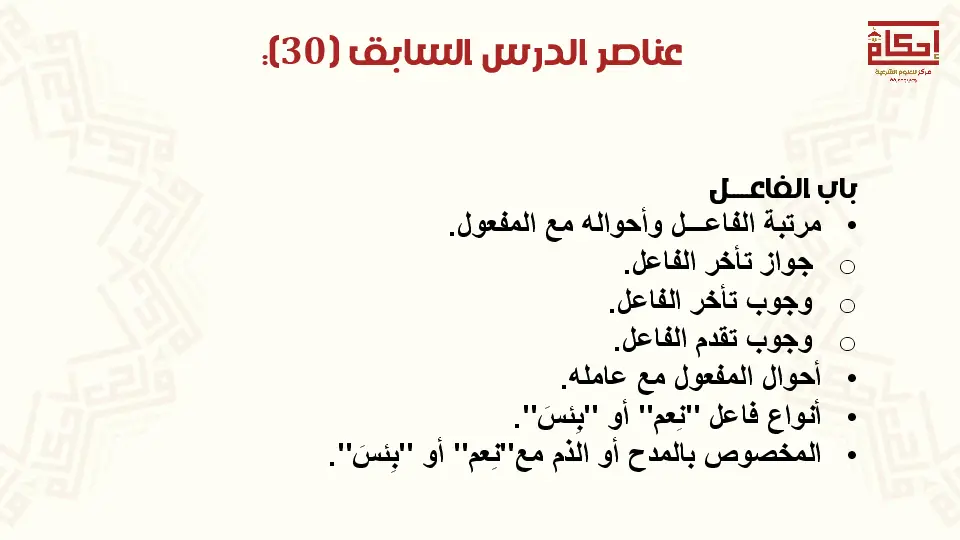 عناصر الدرس السابق (30):
إحكام
مركز للعلوم الشرعية
باب الفاعـــل
• مرتبة الفاعـــل وأحواله مع المفعول.
○ جواز تأخر الفاعل.
○ وجوب تأخر الفاعل.
○ وجوب تقدم الفاعل.
• أحوال المفعول مع عامله.
• أنواع فاعل "نِعم" أو "بِئسَ".
• المخصوص بالمدح أو الذم مع"نِعم" أو "بِئسَ".